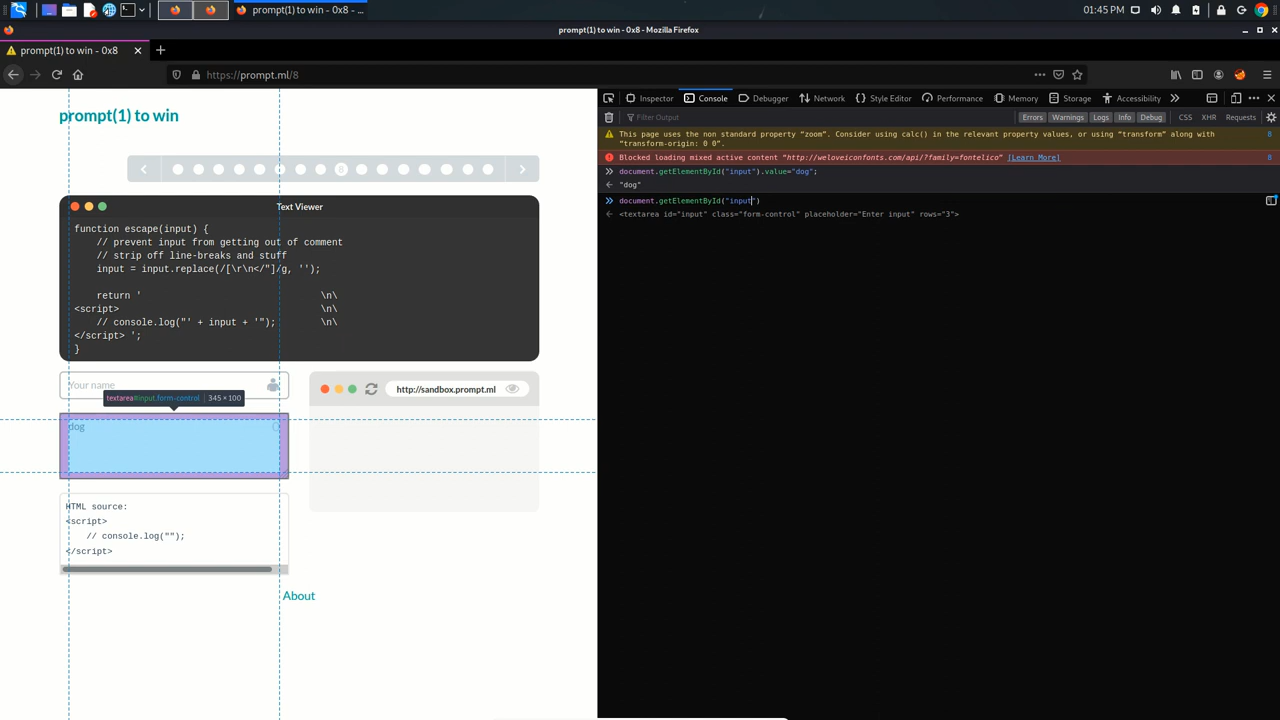 prompt(1) to win - 0x8 - ...
01:45 PM
prompt(1) to win - 0x8 - Mozilla Firefox
prompt(1) to win - 0x8
https://prompt.ml/8
prompt(1) to win
8
Text Viewer
function escape(input) {
// prevent input from getting out of comment
// strip off line-breaks and stuff
input = input.replace(/[\r\n</"]/g, '');
return ' \n\
<script> \n\
// console.log("' + input + '"); \n\
</script> ';
}
Your name
textarea#input.form-control | 345 × 100
dog
0
http://sandbox.prompt.ml
HTML source:
<script>
// console.log("");
</script>
About
Inspector Console Debugger Network Style Editor Performance Memory Storage Accessibility
Filter Output Errors Warnings Logs Info Debug CSS XHR Requests
This page uses the non standard property “zoom”. Consider using calc() in the relevant property values, or using “transform” along with 8
“transform-origin: 0 0”.
Blocked loading mixed active content “http://weloveiconfonts.com/api/?family=fontelico” [Learn More] 8
document.getElementById("input").value="dog";
"dog"
document.getElementById("input")
<textarea id="input" class="form-control" placeholder="Enter input" rows="3">